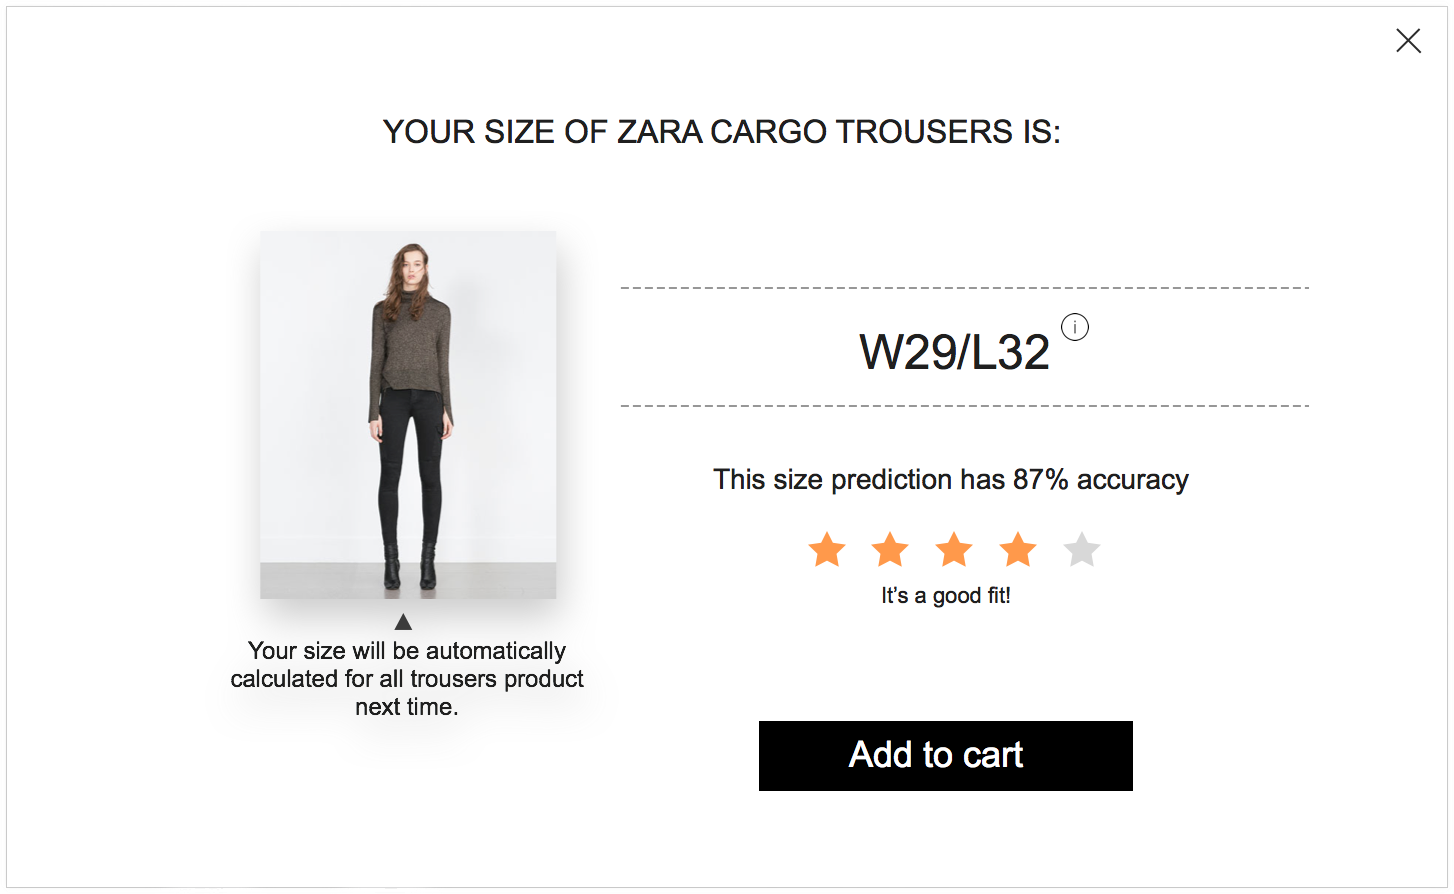 YOUR SIZE OF ZARA CARGO TROUSERS IS:
W29/L32 i
This size prediction has 87% accuracy
It's a good fit!
Your size will be automatically
calculated for all trousers product
next time.
Add to cart